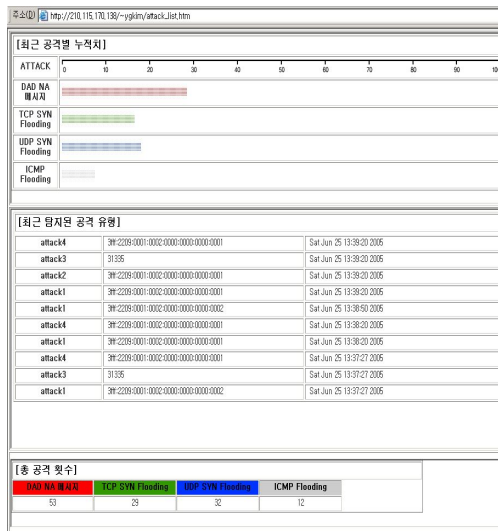 주소(D) http://210,115,170,138/~ygkim/attack_list,htm
[최근 공격별 누적치]
ATTACK 0 10 20 30 40 50 60 70 80 90 100
DAD NA
메시지
TCP SYN
Flooding
UDP SYN
Flooding
ICMP
Flooding
[최근 탐지된 공격 유형]
attack4 3fff:2209:0001:0002:0000:0000:0000:0001 Sat Jun 25 13:39:20 2005
attack3 31335 Sat Jun 25 13:39:20 2005
attack2 3fff:2209:0001:0002:0000:0000:0000:0001 Sat Jun 25 13:39:20 2005
attack1 3fff:2209:0001:0002:0000:0000:0000:0001 Sat Jun 25 13:39:20 2005
attack1 3fff:2209:0001:0002:0000:0000:0000:0002 Sat Jun 25 13:38:50 2005
attack4 3fff:2209:0001:0002:0000:0000:0000:0001 Sat Jun 25 13:38:20 2005
attack1 3fff:2209:0001:0002:0000:0000:0000:0001 Sat Jun 25 13:38:20 2005
attack4 3fff:2209:0001:0002:0000:0000:0000:0001 Sat Jun 25 13:37:27 2005
attack3 31335 Sat Jun 25 13:37:27 2005
attack1 3fff:2209:0001:0002:0000:0000:0000:0002 Sat Jun 25 13:37:27 2005
[총 공격 횟수]
DAD NA 메시지 TCP SYN Flooding UDP SYN Flooding ICMP Flooding
53 29 32 12